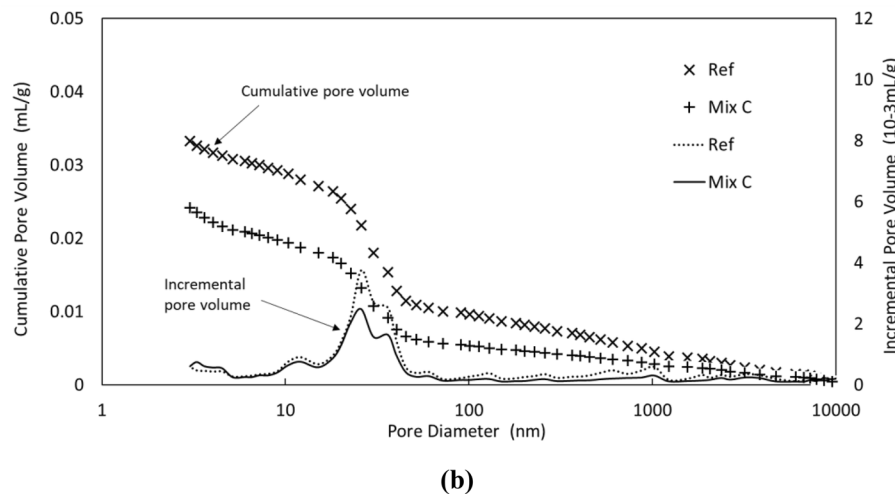 0.05
0.04
0.03
0.02
0.01
0
Cumulative Pore Volume (mL/g)
12
10
8
6
4
2
0
Incremental Pore Volume (10-3mL/g)
Cumulative pore volume
Incremental
pore volume
Ref
Mix C
Ref
Mix C
1
10
100
1000
10000
Pore Diameter (nm)
(b)